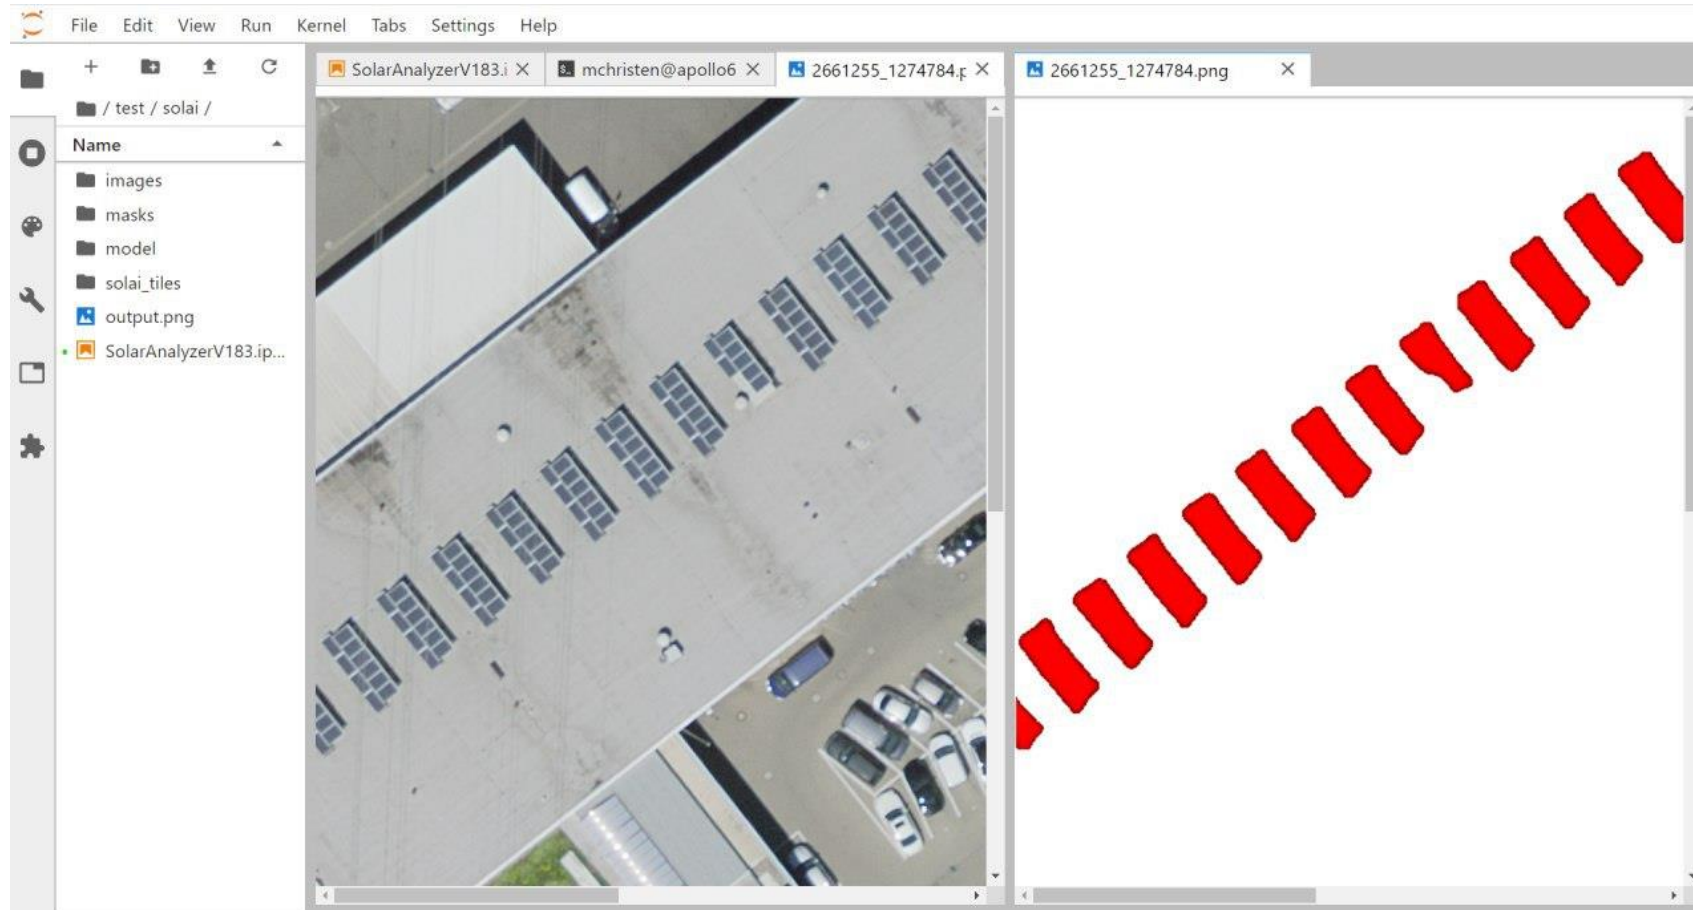 File Edit View Run Kernel Tabs Settings Help
SolarAnalyzerV183.i
mchristen@apollo6
2661255_1274784.p
2661255_1274784.png
/ test / solai /
Name
images
masks
model
solai_tiles
output.png
SolarAnalyzerV183.ip...